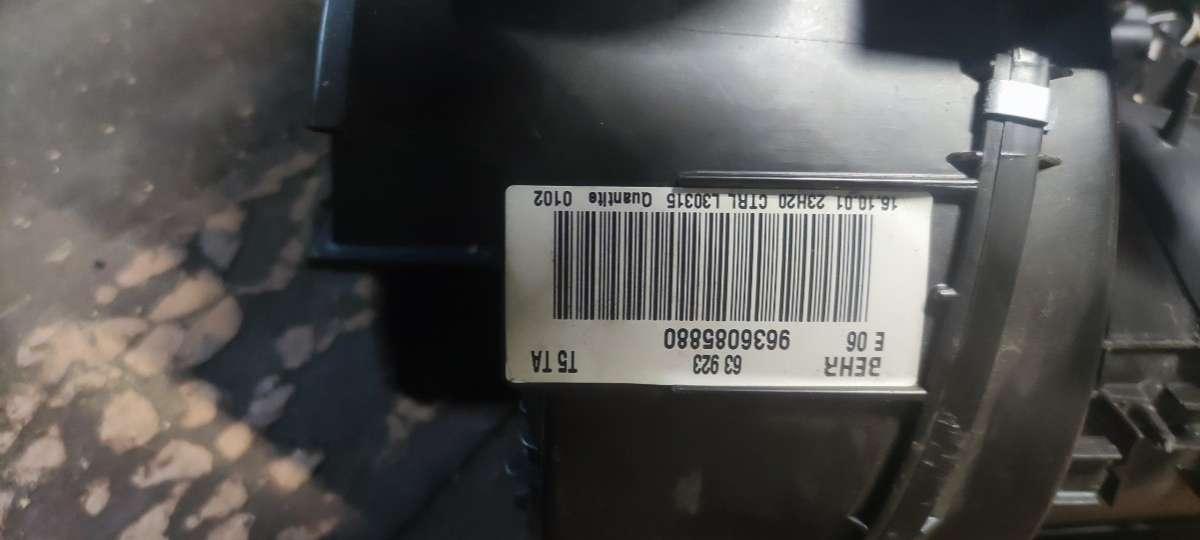 BEHR 63 923 T5 TA
E 06 9636085880
16.10.01 23H20 CTRL L30315 Quantite 0102